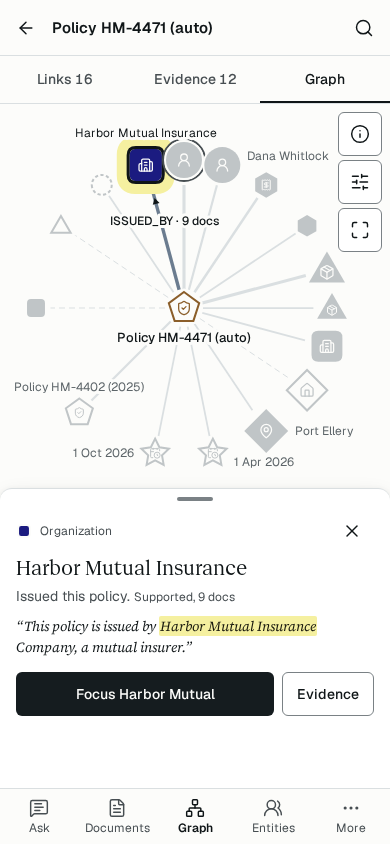 Policy HM-4471 (auto)
Links 16
Evidence 12
Graph
Harbor Mutual Insurance
Dana Whitlock
ISSUED_BY · 9 docs
Policy HM-4471 (auto)
Policy HM-4402 (2025)
Port Ellery
1 Oct 2026
1 Apr 2026
Organization
Harbor Mutual Insurance
Issued this policy. Supported, 9 docs
“This policy is issued by Harbor Mutual Insurance
Company, a mutual insurer.”
Focus Harbor Mutual
Evidence
Ask
Documents
Graph
Entities
More